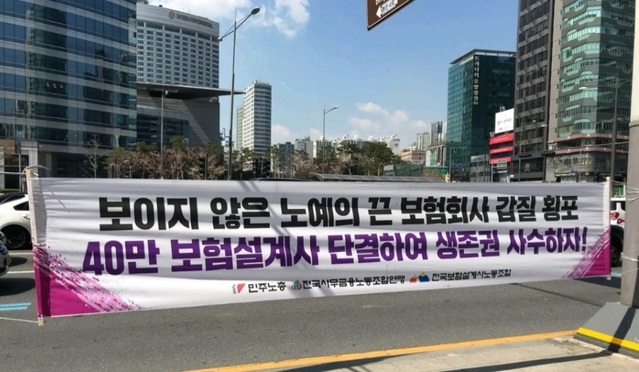 보이지 않은 노예의 끈 보험회사 갑질 횡포
40만 보험설계사 단결하여 생존권 사수하자!
민주노총 전국사무금융노동조합연맹 전국보험설계사노동조합